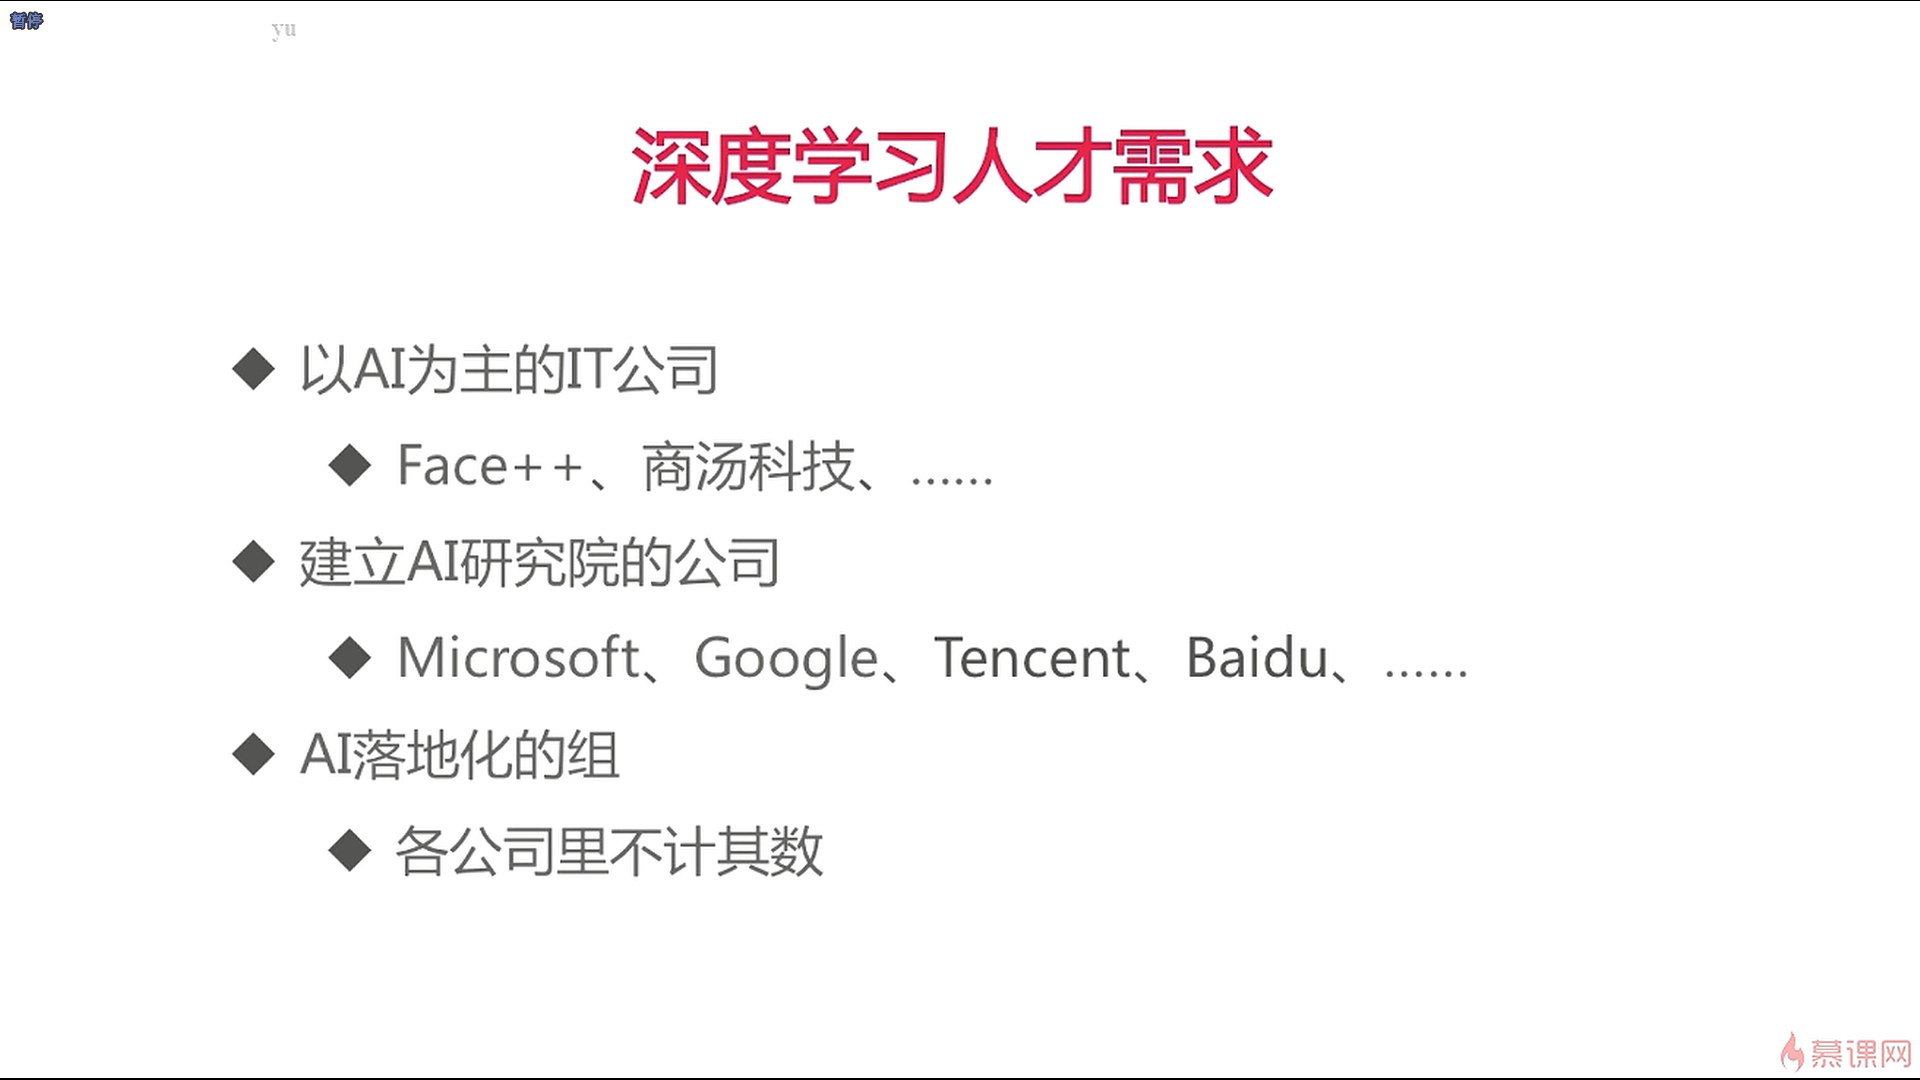 暂停
yu
深度学习人才需求
◆ 以AI为主的IT公司
◆ Face++、商汤科技、……
◆ 建立AI研究院的公司
◆ Microsoft、Google、Tencent、Baidu、……
◆ AI落地化的组
◆ 各公司里不计其数
慕课网